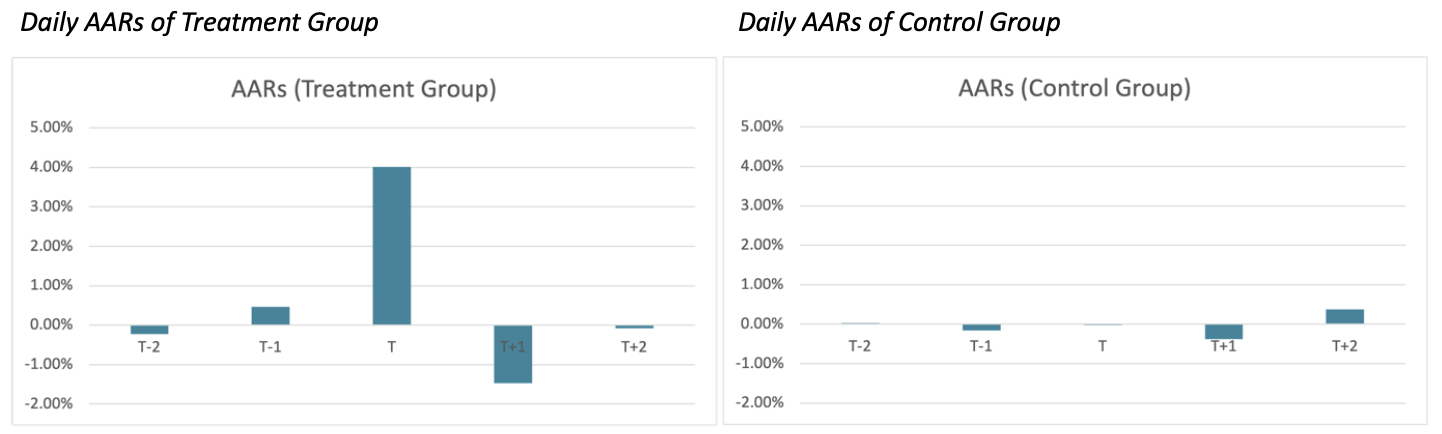 Daily AARs of Treatment Group
AARs (Treatment Group)
5.00%
4.00%
3.00%
2.00%
1.00%
0.00%
-1.00%
-2.00%
T-2 T-1 T T+1 T+2
Daily AARs of Control Group
AARs (Control Group)
5.00%
4.00%
3.00%
2.00%
1.00%
0.00%
-1.00%
-2.00%
T-2 T-1 T T+1 T+2